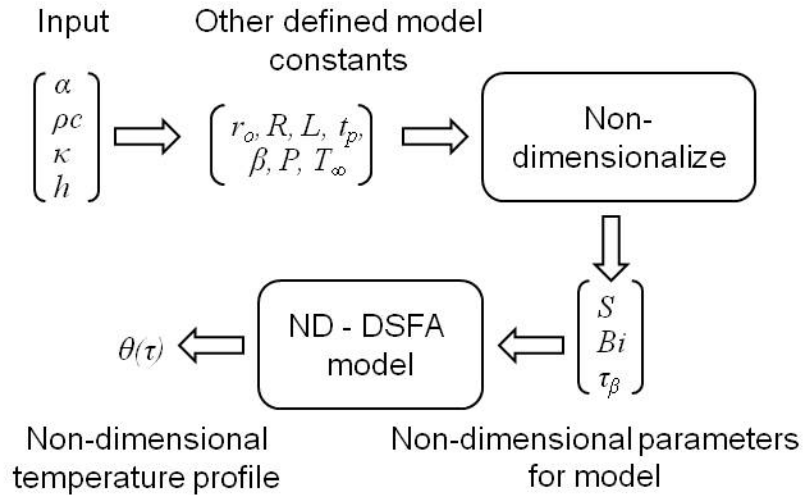 Input
Other defined model
constants
α
ρc
κ
h
r_o, R, L, t_p,
β, P, T_∞
Non-
dimensionalize
S
Bi
τ_β
ND - DSFA
model
θ(τ)
Non-dimensional
temperature profile
Non-dimensional parameters
for model